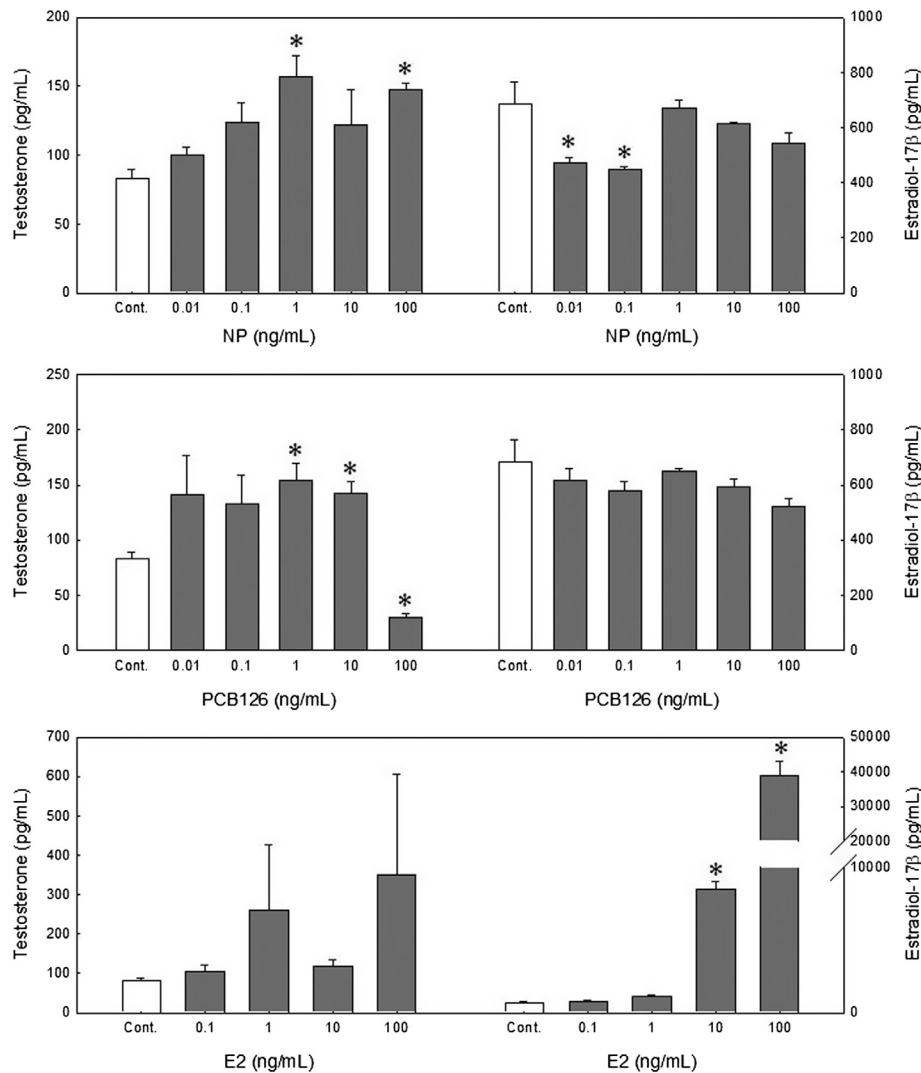 200
150
100
50
0
Testosterone (pg/mL)
* * * *
1000
800
600
400
200
0
Estradiol-17β (pg/mL)
Cont. 0.01 0.1 1 10 100 Cont. 0.01 0.1 1 10 100
NP (ng/mL) NP (ng/mL)
250
200
150
100
50
0
Testosterone (pg/mL)
* * *
1000
800
600
400
200
0
Estradiol-17β (pg/mL)
Cont. 0.01 0.1 1 10 100 Cont. 0.01 0.1 1 10 100
PCB126 (ng/mL) PCB126 (ng/mL)
700
600
500
400
300
200
100
0
Testosterone (pg/mL)
* *
50000
40000
30000
20000
10000
0
Estradiol-17β (pg/mL)
Cont. 0.1 1 10 100 Cont. 0.1 1 10 100
E2 (ng/mL) E2 (ng/mL)